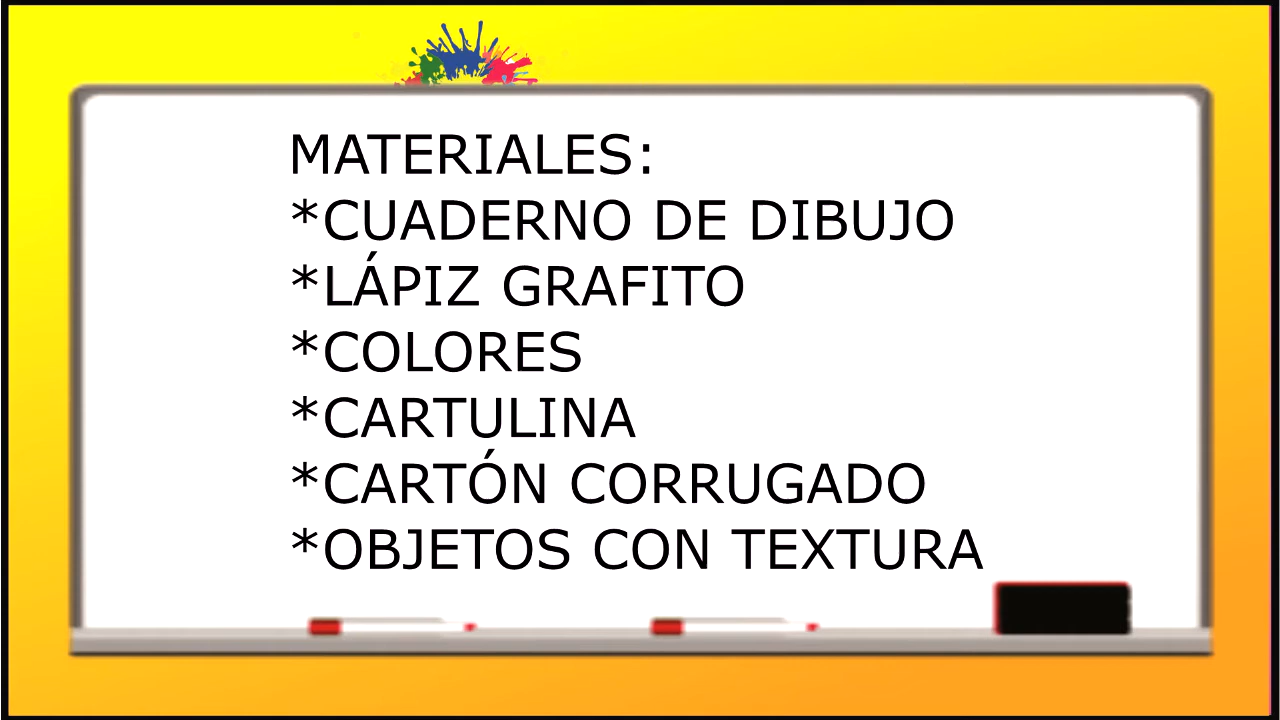 MATERIALES:
*CUADERNO DE DIBUJO
*LÁPIZ GRAFITO
*COLORES
*CARTULINA
*CARTÓN CORRUGADO
*OBJETOS CON TEXTURA